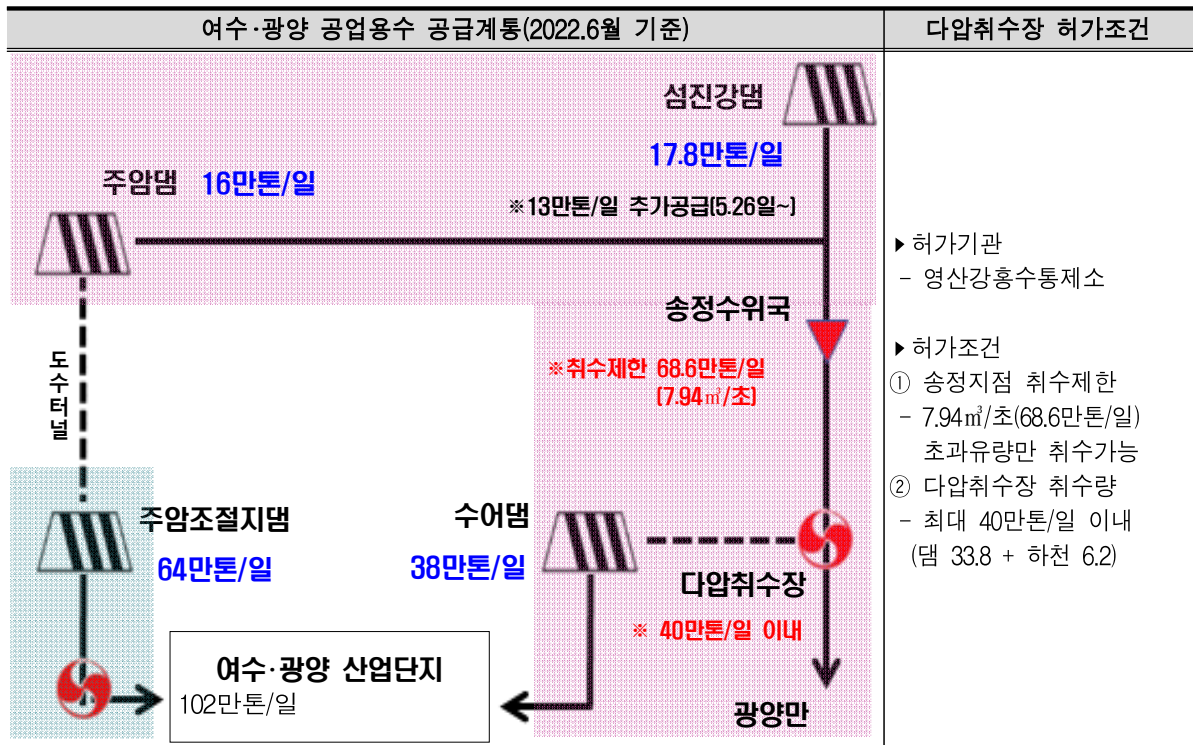 여수·광양 공업용수 공급계통(2022.6월 기준)
다압취수장 허가조건
섬진강댐
17.8만톤/일
주암댐 16만톤/일
※13만톤/일 추가공급(5.26일~)
송정수위국
※취수제한 68.6만톤/일
(7.94㎥/초)
도수터널
주암조절지댐
64만톤/일
수어댐
38만톤/일
다압취수장
※ 40만톤/일 이내
여수·광양 산업단지
102만톤/일
광양만
▶허가기관
- 영산강홍수통제소
▶허가조건
① 송정지점 취수제한
- 7.94㎥/초(68.6만톤/일)
초과유량만 취수가능
② 다압취수장 취수량
- 최대 40만톤/일 이내
(댐 33.8 + 하천 6.2)